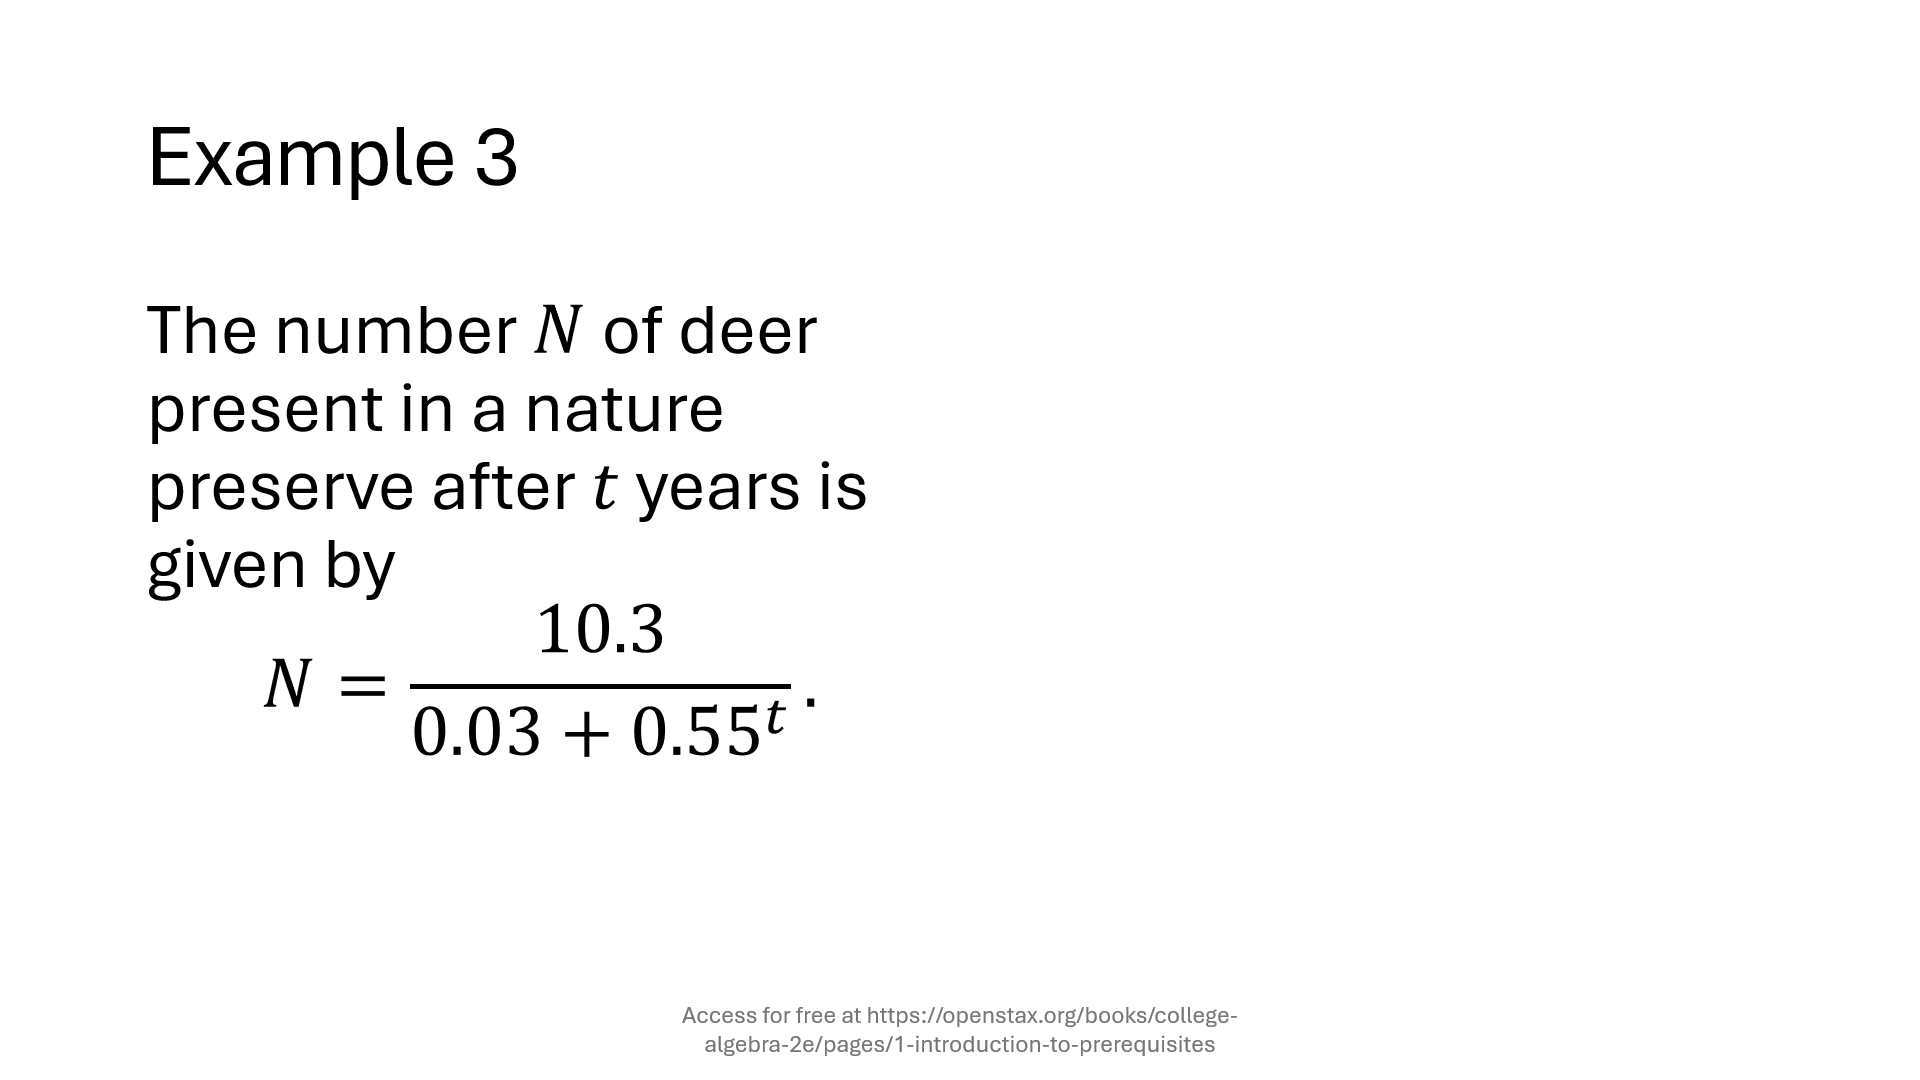 Example 3
The number N of deer
present in a nature
preserve after t years is
given by
N = 10.3 / (0.03 + 0.55^t) .
Access for free at https://openstax.org/books/college-
algebra-2e/pages/1-introduction-to-prerequisites